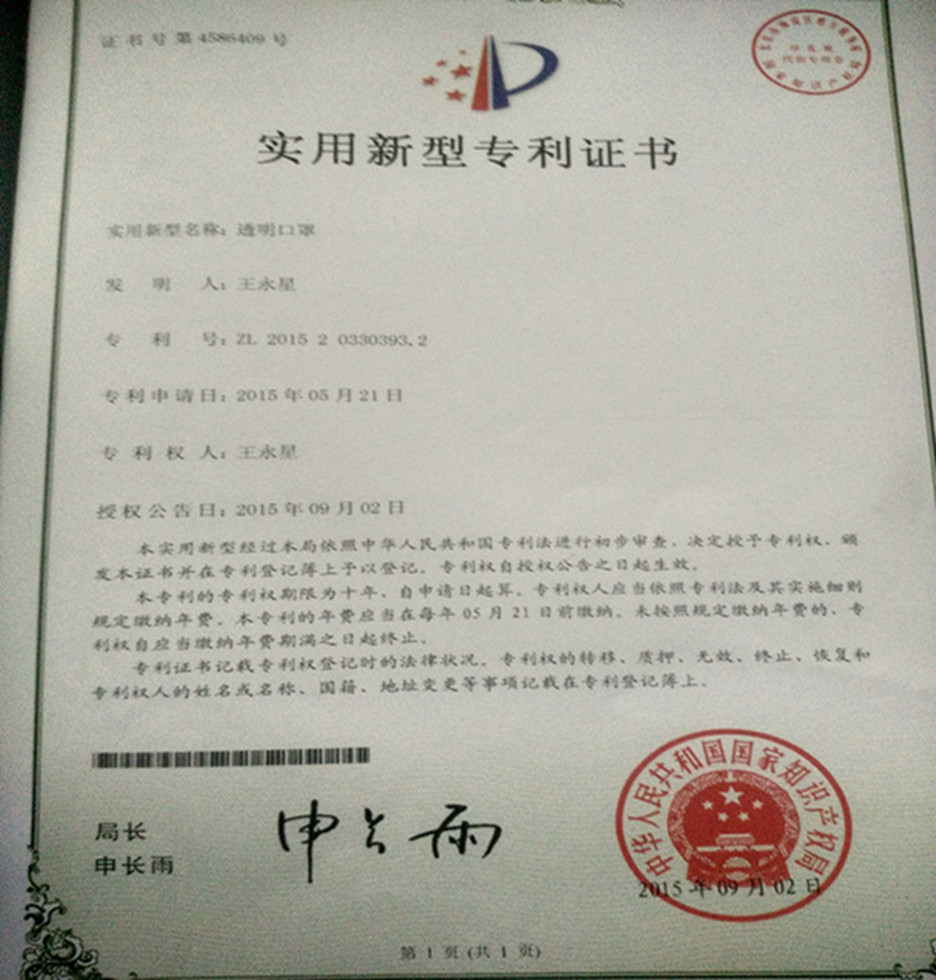 证书号第4586409号
实用新型专利证书
实用新型名称：透明口罩
发明人：王永星
专利号：ZL 2015 2 0330393.2
专利申请日：2015年05月21日
专利权人：王永星
授权公告日：2015年09月02日
本实用新型经过本局依照中华人民共和国专利法进行初步审查，决定授予专利权，颁
发本证书并在专利登记簿上予以登记。专利权自授权公告之日起生效。
本专利的专利权期限为十年，自申请日起算。专利权人应当依照专利法及其实施细则
规定缴纳年费。本专利的年费应当在每年05月21日前缴纳。未按照规定缴纳年费的，专
利权自应当缴纳年费期满之日起终止。
专利证书记载专利权登记时的法律状况。专利权的转移、质押、无效、终止、恢复和
专利权人的姓名或名称、国籍、地址变更等事项记载在专利登记簿上。
局长
申长雨
申长雨
中华人民共和国国家知识产权局
2015年09月02日
第1页(共1页)